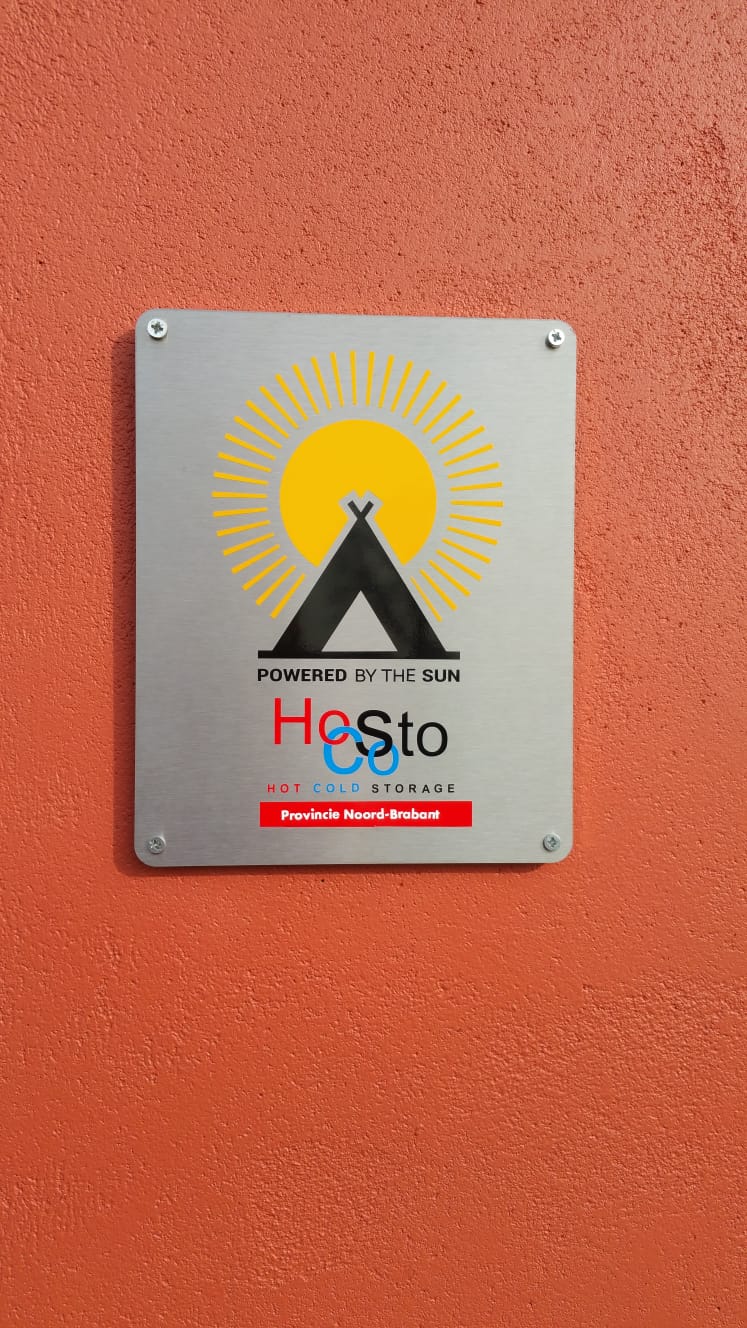 POWERED BY THE SUN
HoCoSto
HOT COLD STORAGE
Provincie Noord-Brabant